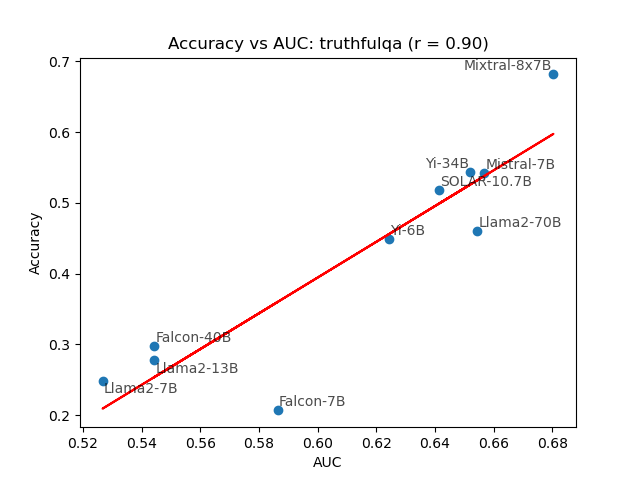 Accuracy vs AUC: truthfulqa (r = 0.90)
0.7
0.6
0.5
0.4
0.3
0.2
Accuracy
Mixtral-8x7B
Yi-34B
Mistral-7B
SOLAR-10.7B
Llama2-70B
Yi-6B
Falcon-40B
Llama2-13B
Llama2-7B
Falcon-7B
0.52 0.54 0.56 0.58 0.60 0.62 0.64 0.66 0.68
AUC